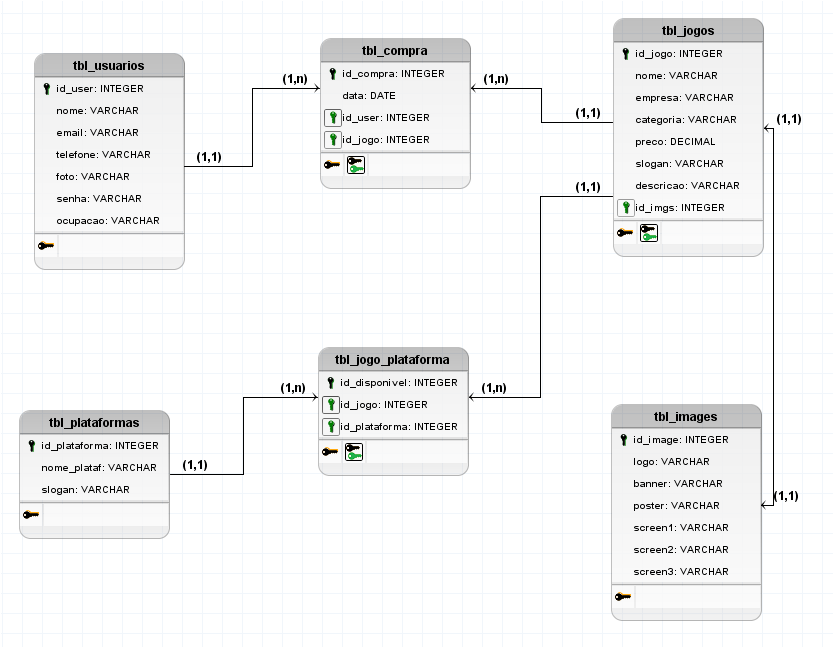 tbl_usuarios
id_user: INTEGER
nome: VARCHAR
email: VARCHAR
telefone: VARCHAR
foto: VARCHAR
senha: VARCHAR
ocupacao: VARCHAR
(1,1)
(1,n)
tbl_compra
id_compra: INTEGER
data: DATE
id_user: INTEGER
id_jogo: INTEGER
(1,n)
(1,1)
tbl_jogos
id_jogo: INTEGER
nome: VARCHAR
empresa: VARCHAR
categoria: VARCHAR
preco: DECIMAL
slogan: VARCHAR
descricao: VARCHAR
id_imgs: INTEGER
(1,1)
(1,1)
tbl_plataformas
id_plataforma: INTEGER
nome_plataf: VARCHAR
slogan: VARCHAR
(1,1)
(1,n)
tbl_jogo_plataforma
id_disponivel: INTEGER
id_jogo: INTEGER
id_plataforma: INTEGER
(1,n)
tbl_images
id_image: INTEGER
logo: VARCHAR
banner: VARCHAR
poster: VARCHAR
screen1: VARCHAR
screen2: VARCHAR
screen3: VARCHAR
(1,1)